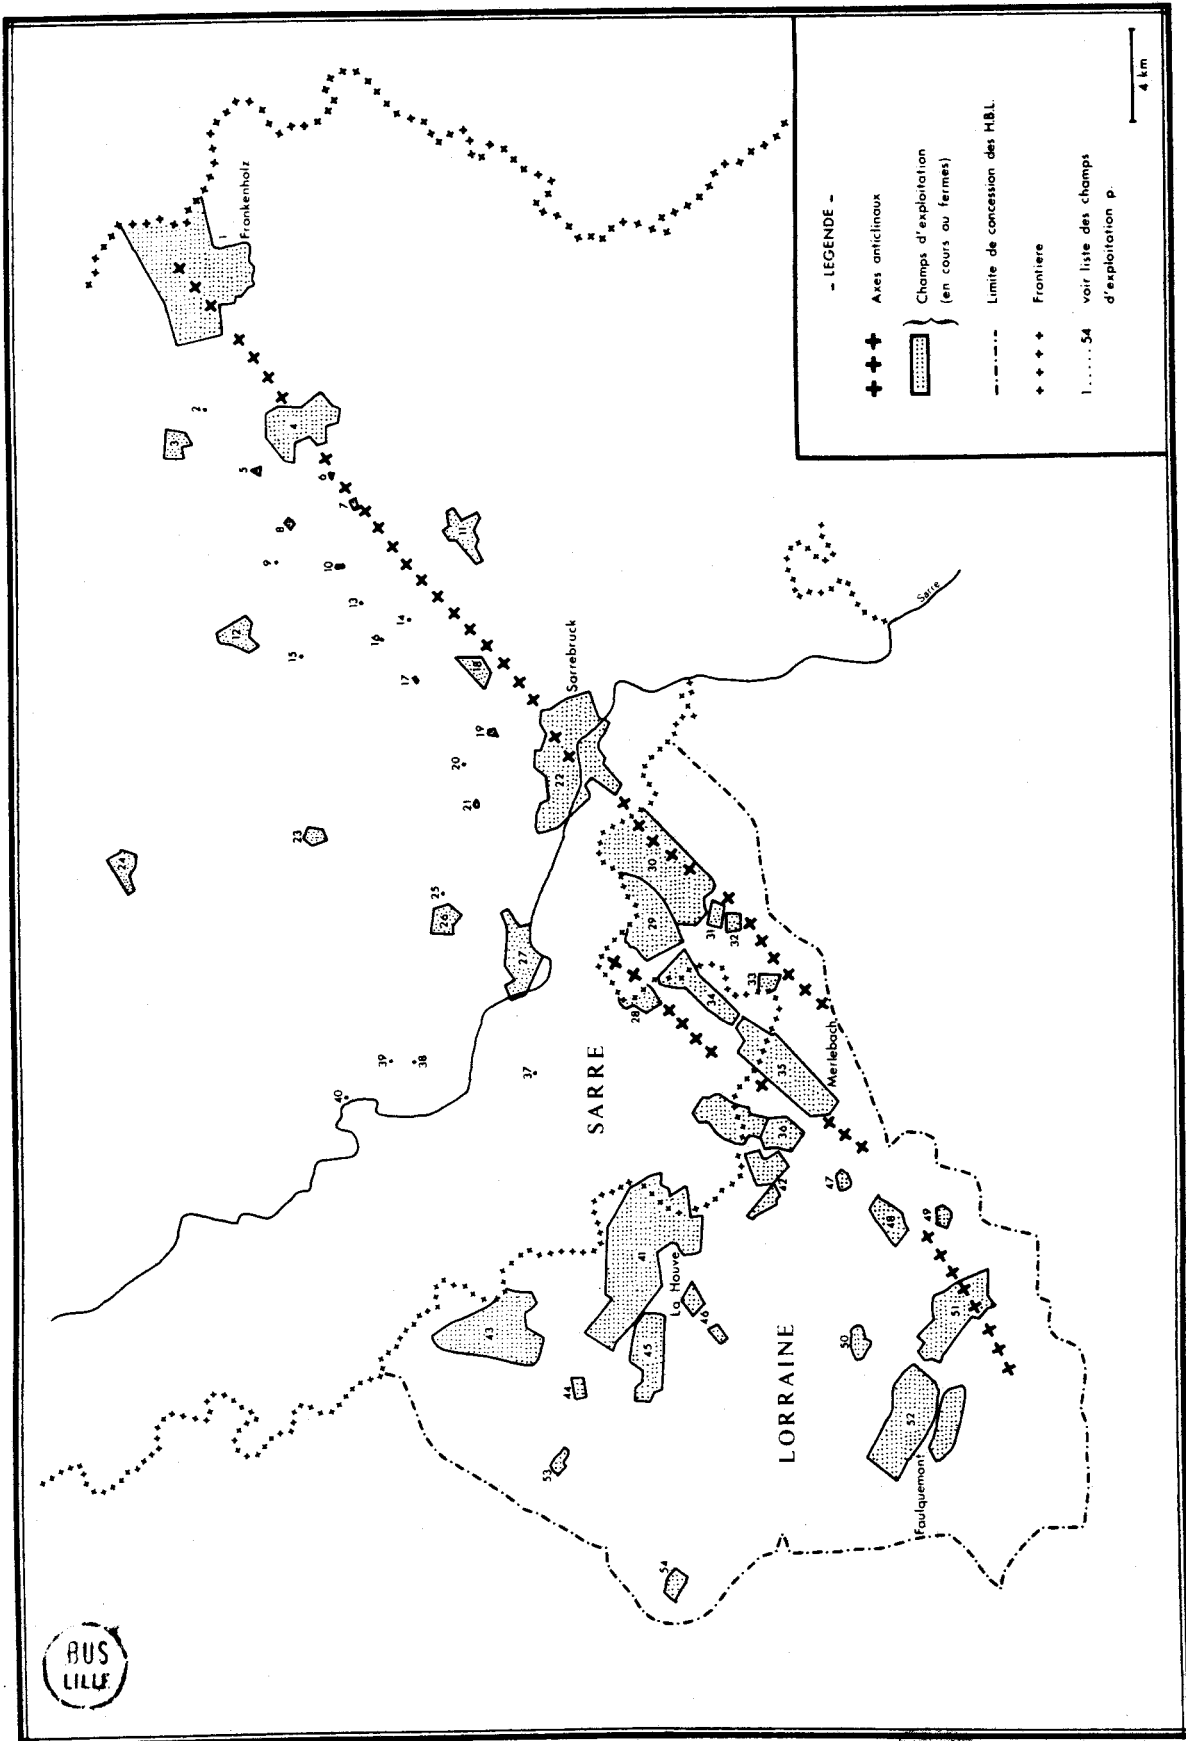 1
Frankenholz
2
3
4
5
6
7
8
9
10
11
12
13
14
15
16
17
18
Sarrebruck
19
20
21
22
23
24
25
26
27
28
29
30
31
32
33
34
35
Merlebach
36
37
38
39
40
41
La Houve
42
43
44
45
46
47
48
49
50
51
52
Faulquemont
53
54
SARRE
LORRAINE
Sarre
- LEGENDE -
Axes anticlinaux
Champs d'exploitation
(en cours ou fermes)
Limite de concession des H.B.L.
Frontiere
1.....54 voir liste des champs
d'exploitation p.
4 km
BUS
LILLE